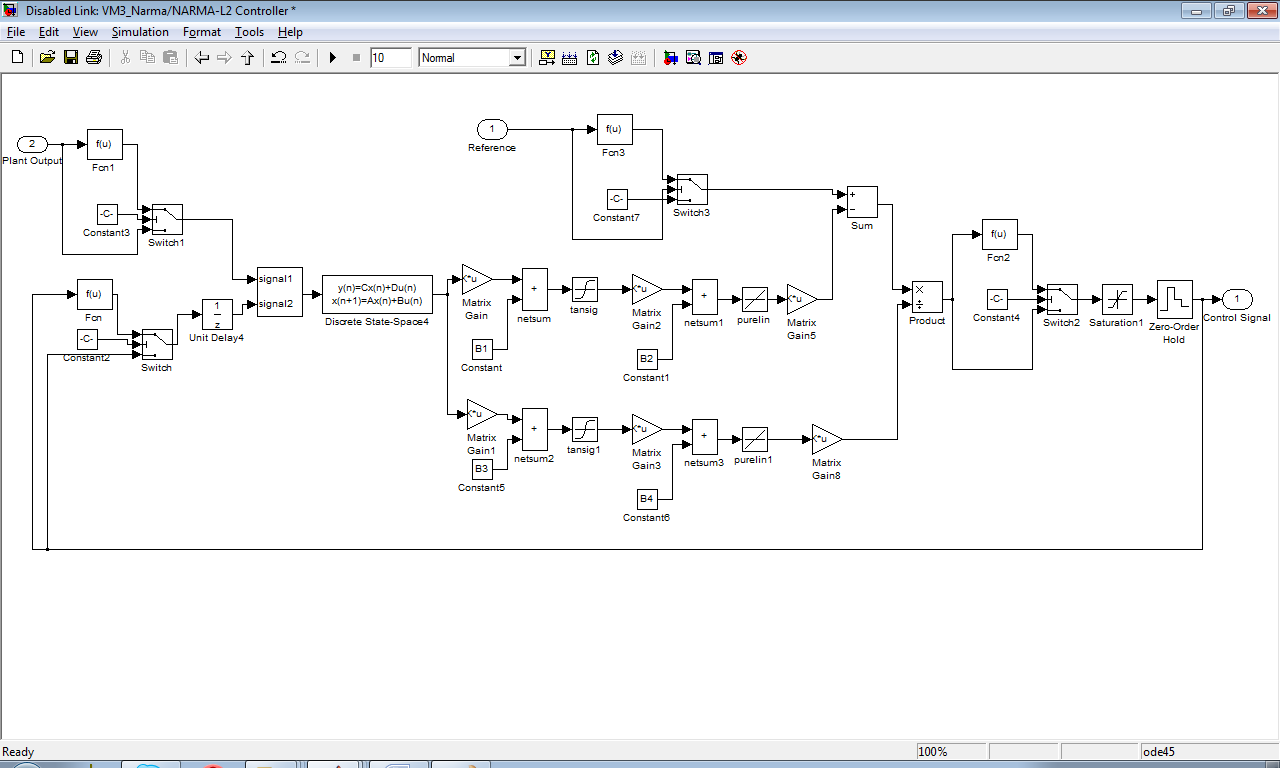 Disabled Link: VM3_Narma/NARMA-L2 Controller *
File Edit View Simulation Format Tools Help
10 Normal
2
Plant Output
f(u)
Fcn1
-C-
Constant3
Switch1
1
Reference
f(u)
Fcn3
-C-
Constant7
Switch3
+
−
Sum
f(u)
Fcn
-C-
Constant2
Switch
1
z
Unit Delay4
signal1
signal2
y(n)=Cx(n)+Du(n)
x(n+1)=Ax(n)+Bu(n)
Discrete State-Space4
K*u
Matrix
Gain
+
netsum
tansig
K*u
Matrix
Gain2
+
netsum1
purelin
K*u
Matrix
Gain5
B1
Constant
B2
Constant1
K*u
Matrix
Gain1
+
netsum2
tansig1
K*u
Matrix
Gain3
+
netsum3
purelin1
K*u
Matrix
Gain8
B3
Constant5
B4
Constant6
×
÷
Product
f(u)
Fcn2
-C-
Constant4
Switch2
Saturation1
Zero-Order
Hold
1
Control Signal
Ready
100%
ode45